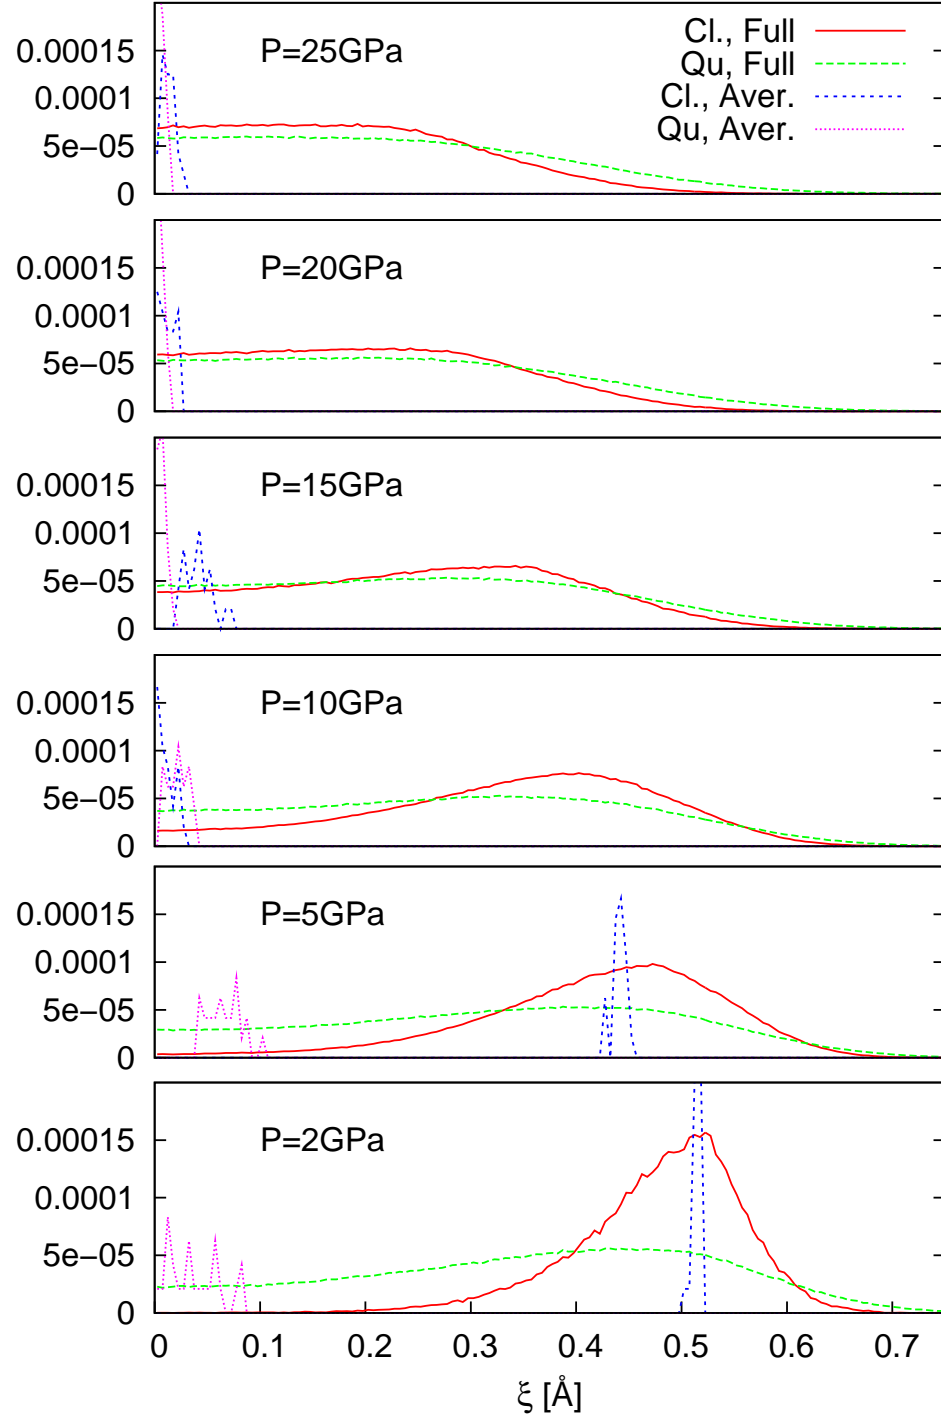 P=25GPa
Cl., Full
Qu, Full
Cl., Aver.
Qu, Aver.
0.00015
0.0001
5e−05
0
P=20GPa
0.00015
0.0001
5e−05
0
P=15GPa
0.00015
0.0001
5e−05
0
P=10GPa
0.00015
0.0001
5e−05
0
P=5GPa
0.00015
0.0001
5e−05
0
P=2GPa
0.00015
0.0001
5e−05
0
0 0.1 0.2 0.3 0.4 0.5 0.6 0.7
ξ [Å]